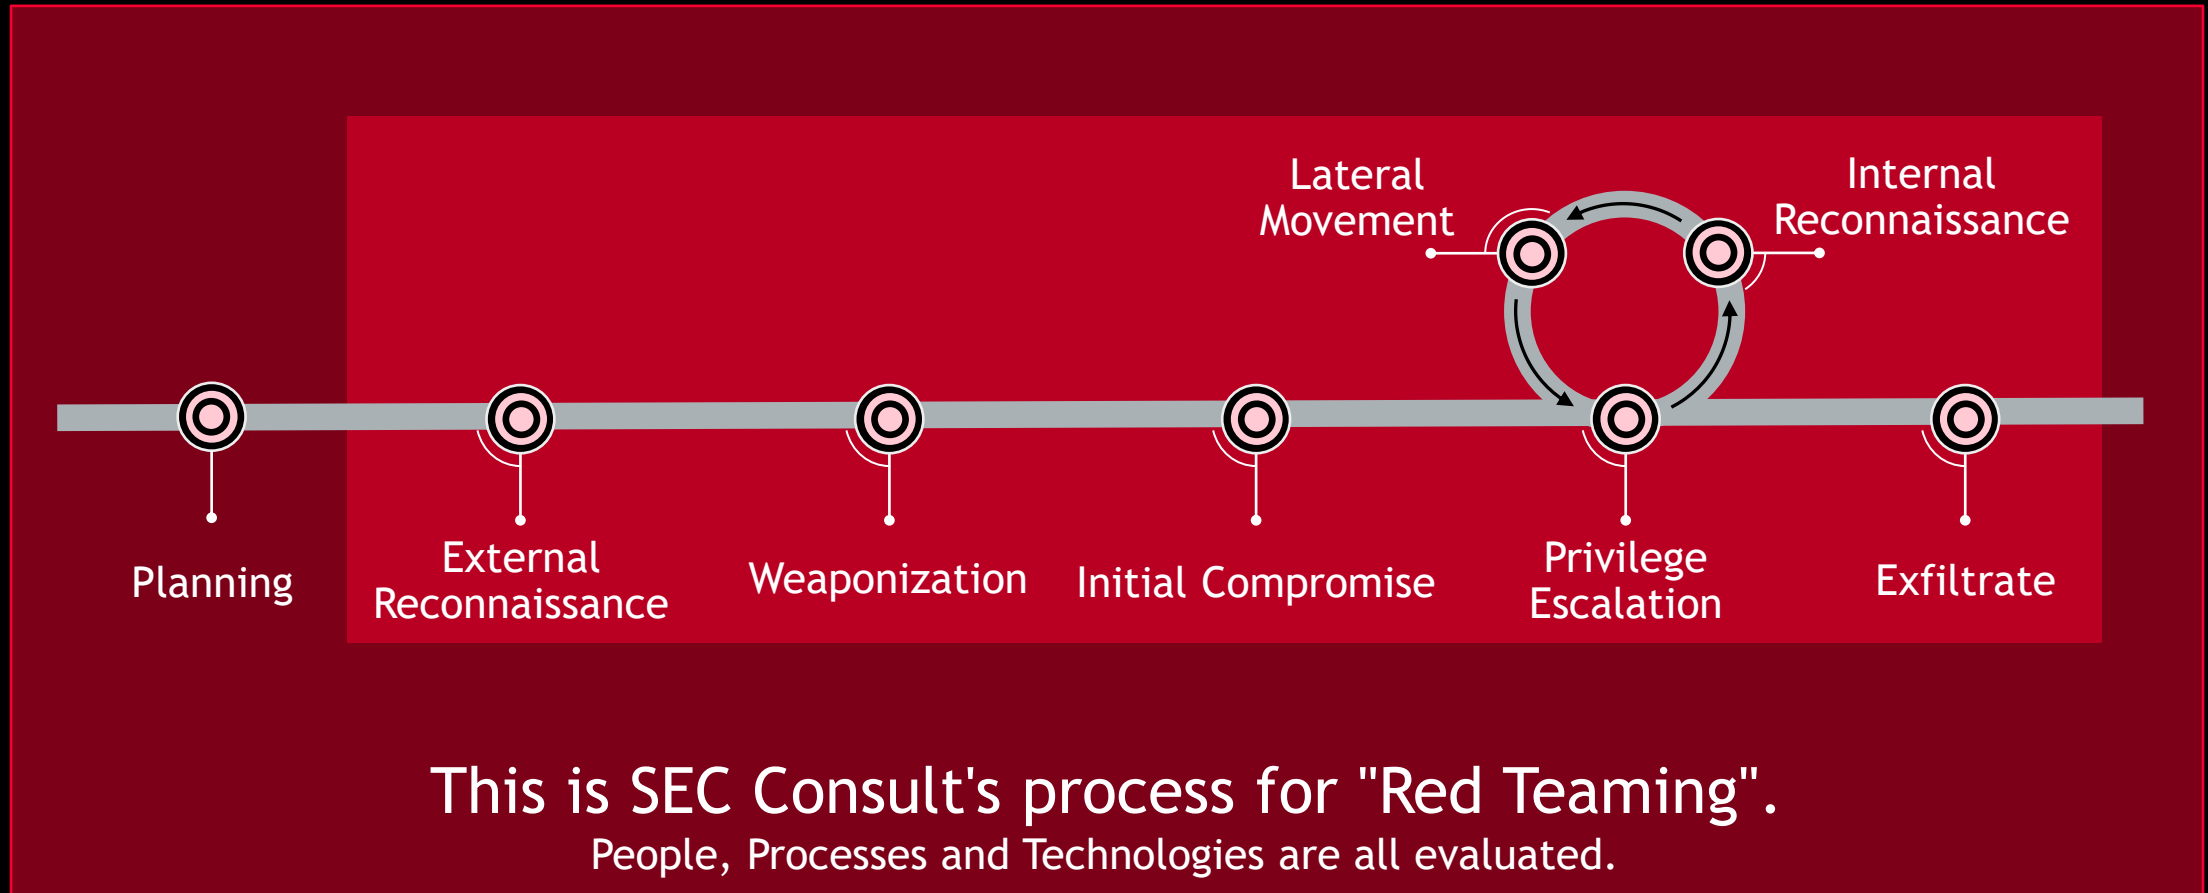 Lateral
Movement
Internal
Reconnaissance
Planning
External
Reconnaissance
Weaponization
Initial Compromise
Privilege
Escalation
Exfiltrate
This is SEC Consult's process for "Red Teaming".
People, Processes and Technologies are all evaluated.